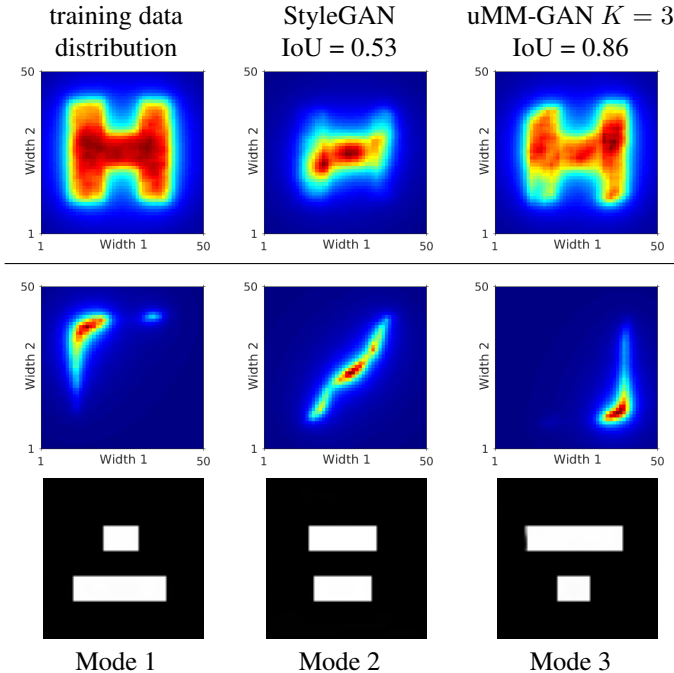 training data
distribution
StyleGAN
IoU = 0.53
uMM-GAN K = 3
IoU = 0.86
50
Width 2
1
1
Width 1
50
50
Width 2
1
1
Width 1
50
50
Width 2
1
1
Width 1
50
50
Width 2
1
1
Width 1
50
50
Width 2
1
1
Width 1
50
50
Width 2
1
1
Width 1
50
Mode 1
Mode 2
Mode 3